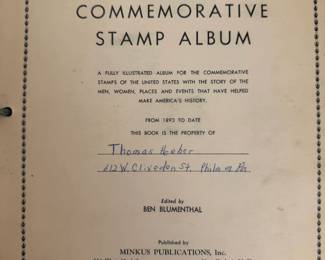 COMMEMORATIVE
STAMP ALBUM
A FULLY ILLUSTRATED ALBUM FOR THE COMMEMORATIVE
STAMPS OF THE UNITED STATES WITH THE STORY OF THE
MEN, WOMEN, PLACES AND EVENTS THAT HAVE HELPED
MAKE AMERICA'S HISTORY.
FROM 1893 TO DATE
THIS BOOK IS THE PROPERTY OF
Thomas
W. Cliveden St. Phila
Edited by
BEN BLUMENTHAL
Published by
MINKUS PUBLICATIONS, Inc.